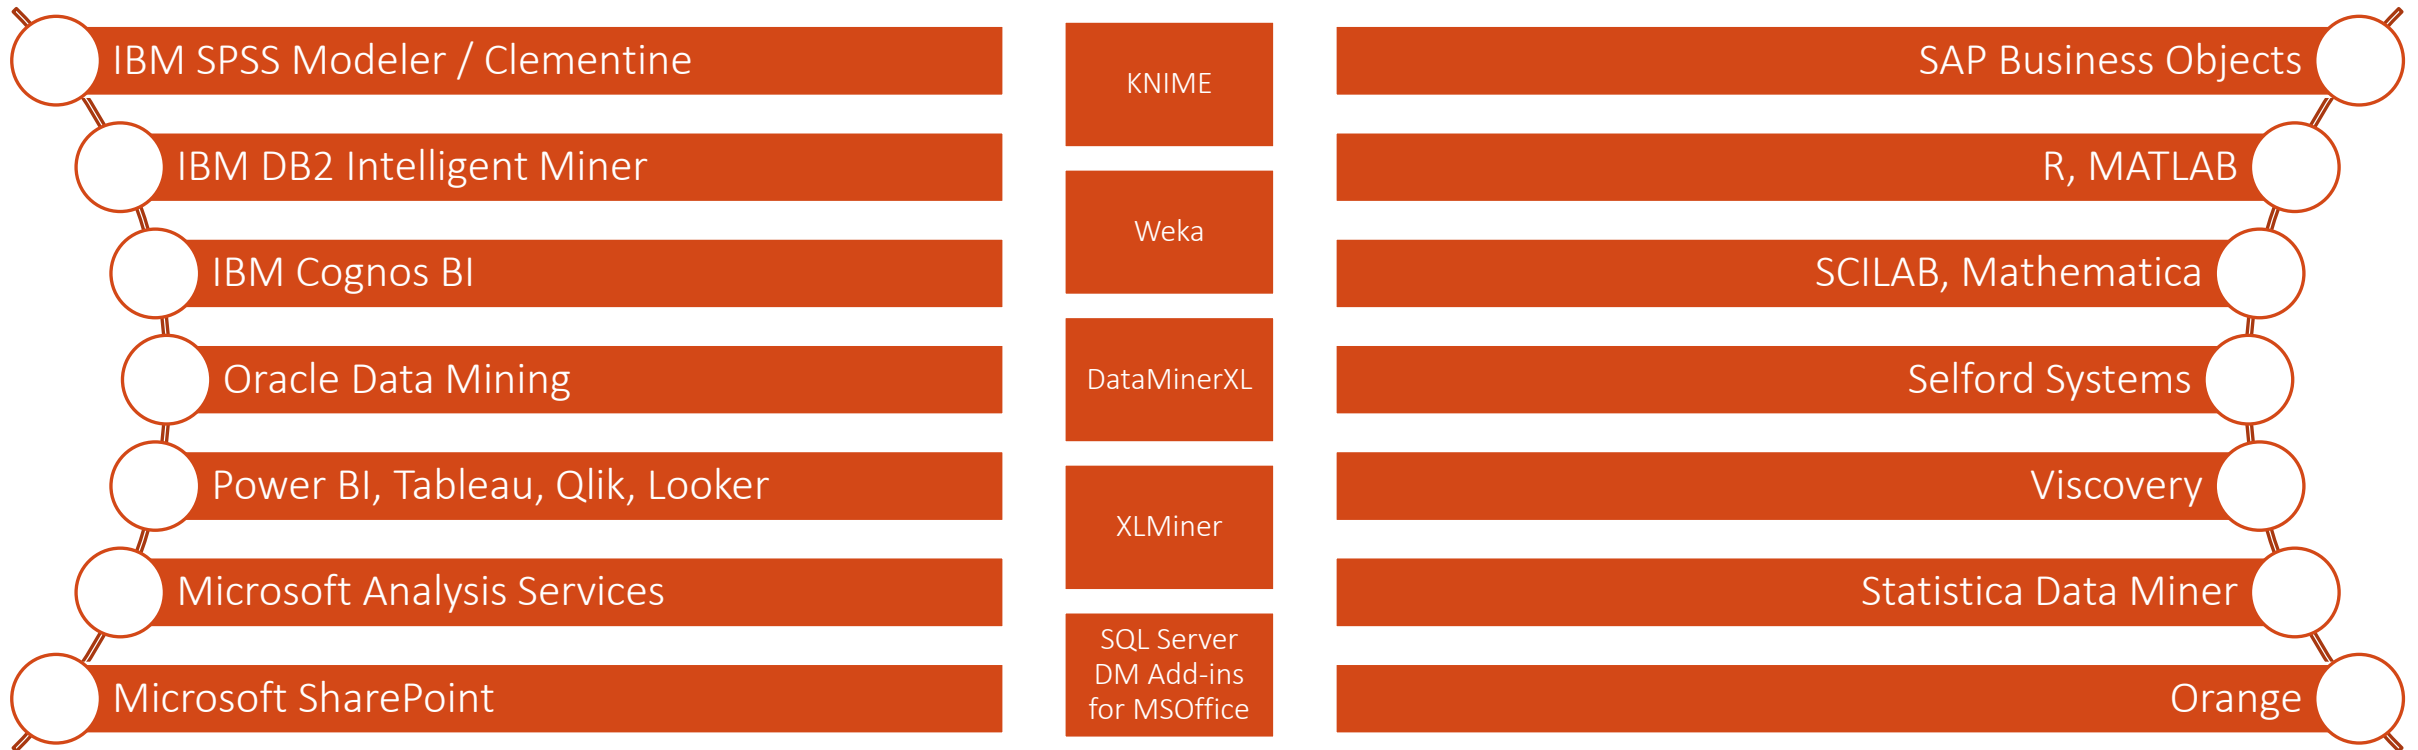 IBM SPSS Modeler / Clementine
IBM DB2 Intelligent Miner
IBM Cognos BI
Oracle Data Mining
Power BI, Tableau, Qlik, Looker
Microsoft Analysis Services
Microsoft SharePoint
KNIME
Weka
DataMinerXL
XLMiner
SQL Server
DM Add-ins
for MSOffice
SAP Business Objects
R, MATLAB
SCILAB, Mathematica
Selford Systems
Viscovery
Statistica Data Miner
Orange